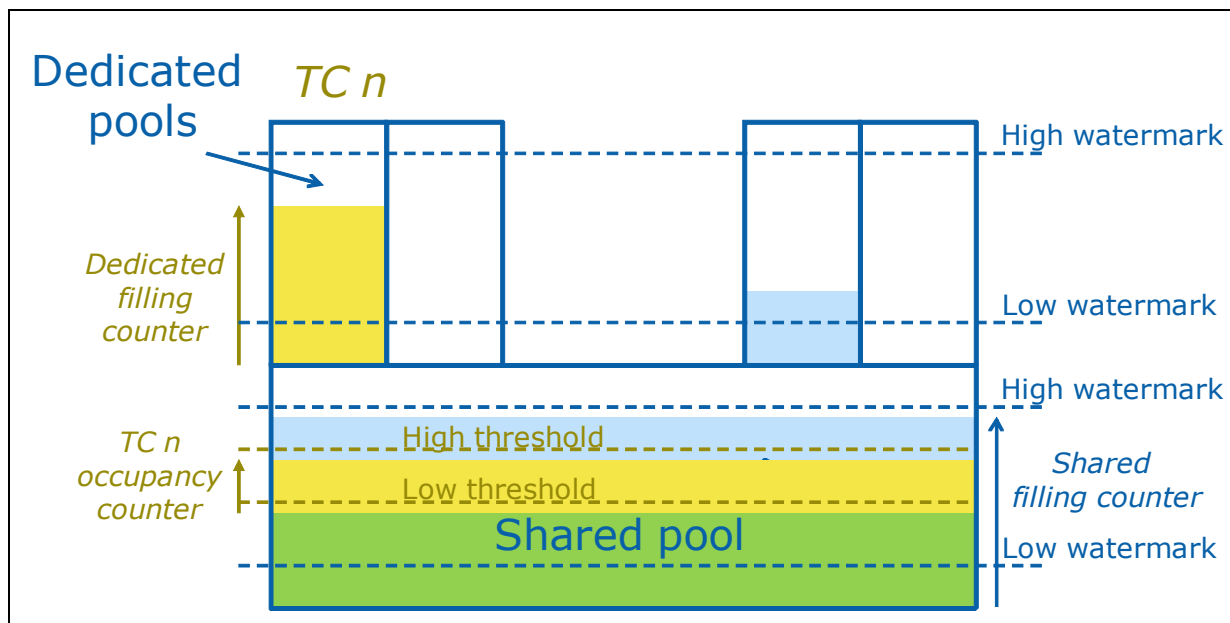 Dedicated
pools
TC n
High watermark
Dedicated
filling
counter
Low watermark
High watermark
TC n
occupancy
counter
High threshold
Low threshold
Shared
filling counter
Shared pool
Low watermark